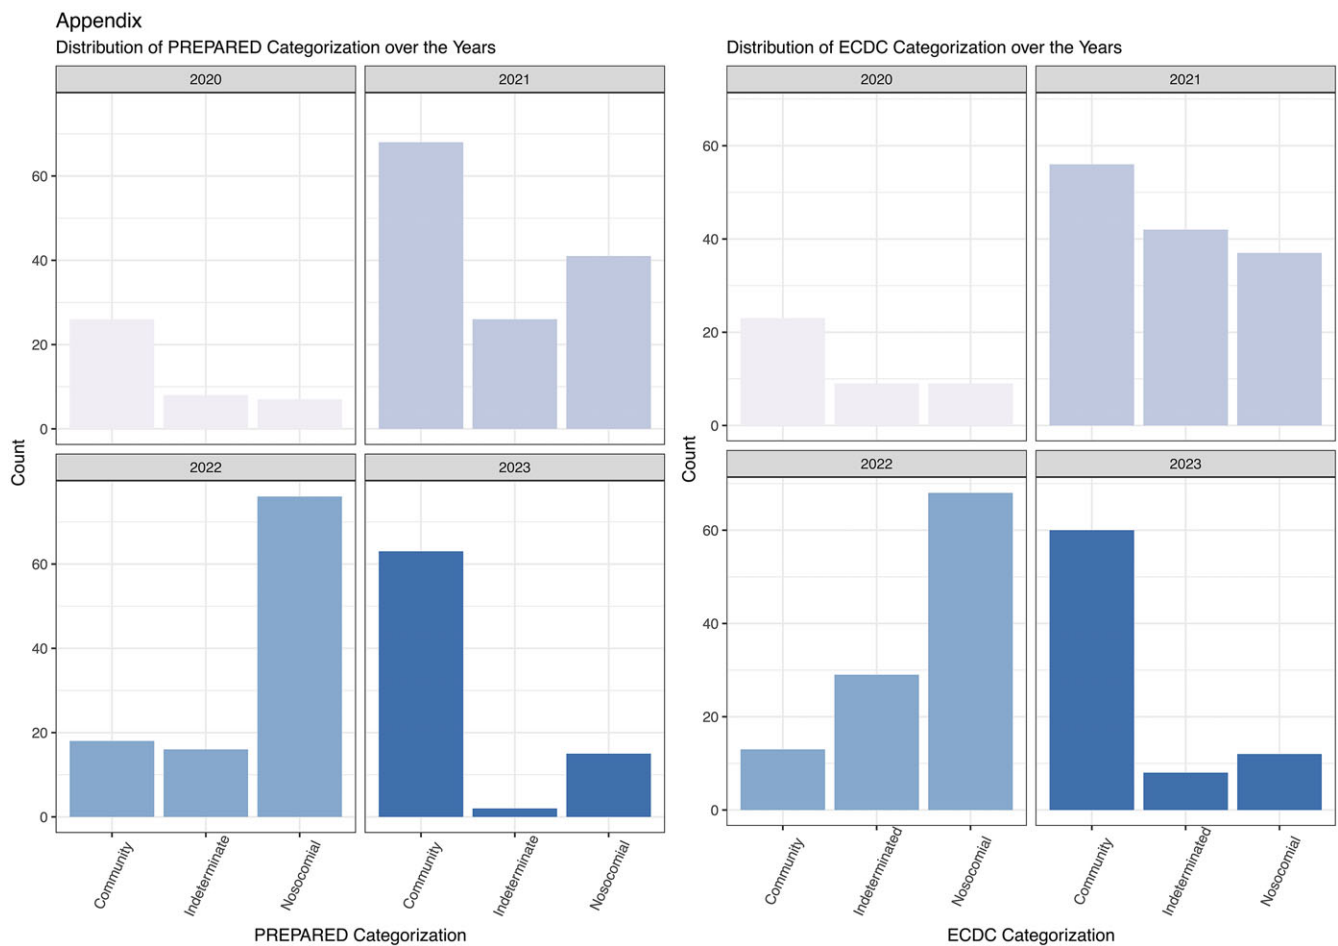 Appendix
Distribution of PREPARED Categorization over the Years
2020
2021
60
40
20
0
2022
2023
60
40
20
0
Count
Community
Indeterminate
Nosocomial
Community
Indeterminate
Nosocomial
PREPARED Categorization
Distribution of ECDC Categorization over the Years
2020
2021
60
40
20
0
2022
2023
60
40
20
0
Count
Community
Indeterminated
Nosocomial
Community
Indeterminated
Nosocomial
ECDC Categorization